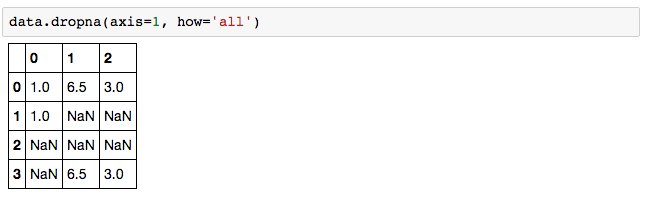 data.dropna(axis=1, how='all')
0 1 2
0 1.0 6.5 3.0
1 1.0 NaN NaN
2 NaN NaN NaN
3 NaN 6.5 3.0